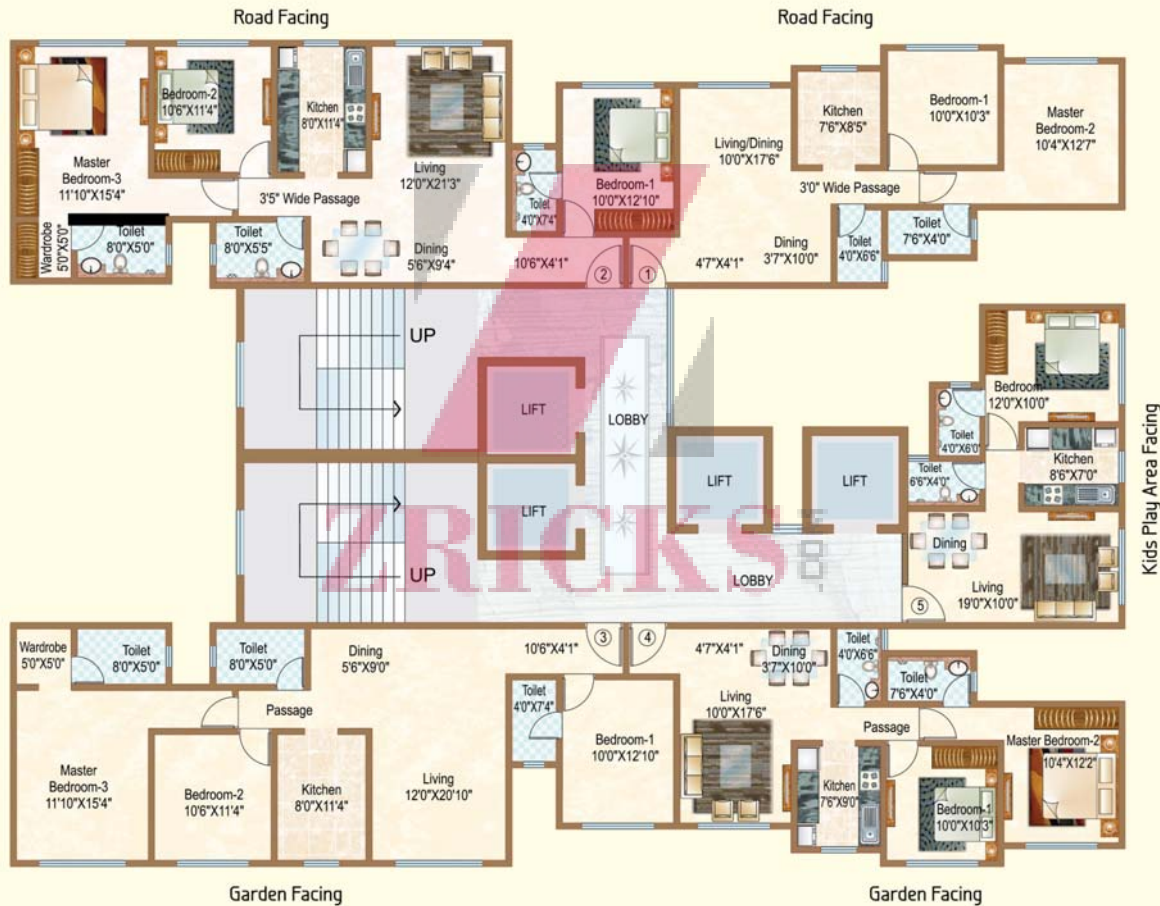 Road Facing
Road Facing
Master
Bedroom-3
11'10"X15'4"
Bedroom-2
10'6"X11'4"
Kitchen
8'0"X11'4"
Living
12'0"X21'3"
3'5" Wide Passage
Wardrobe
5'0"X5'0"
Toilet
8'0"X5'0"
Toilet
8'0"X5'5"
Dining
5'6"X9'4"
10'6"X4'1"
Toilet
4'0"X7'4"
Bedroom-1
10'0"X12'10"
2
1
Living/Dining
10'0"X17'6"
Kitchen
7'6"X8'5"
Bedroom-1
10'0"X10'3"
Master
Bedroom-2
10'4"X12'7"
3'0" Wide Passage
4'7"X4'1"
Dining
3'7"X10'0"
Toilet
4'0"X6'6"
Toilet
7'6"X4'0"
UP
UP
LIFT
LIFT
LOBBY
LIFT
LIFT
LOBBY
ZRICKS
Bedroom
12'0"X10'0"
Toilet
4'0"X6'0"
Kitchen
8'6"X7'0"
Toilet
6'6"X4'0"
Dining
Living
19'0"X10'0"
5
Kids Play Area Facing
Wardrobe
5'0"X5'0"
Toilet
8'0"X5'0"
Toilet
8'0"X5'0"
Dining
5'6"X9'0"
10'6"X4'1"
3
4
Passage
Master
Bedroom-3
11'10"X15'4"
Bedroom-2
10'6"X11'4"
Kitchen
8'0"X11'4"
Living
12'0"X20'10"
Toilet
4'0"X7'4"
Bedroom-1
10'0"X12'10"
4'7"X4'1"
Dining
3'7"X10'0"
Living
10'0"X17'6"
Toilet
4'0"X6'6"
Toilet
7'6"X4'0"
Passage
Kitchen
7'6"X9'0"
Bedroom-1
10'0"X10'3"
Master Bedroom-2
10'4"X12'2"
Garden Facing
Garden Facing